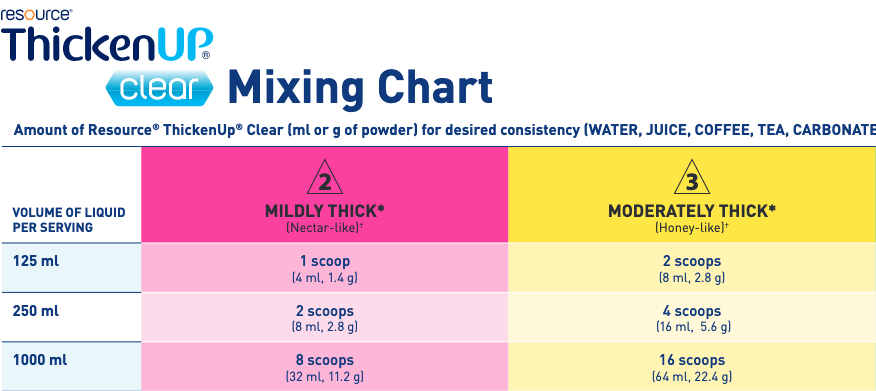 resource®
ThickenUP®
clear Mixing Chart
Amount of Resource® ThickenUp® Clear (ml or g of powder) for desired consistency (WATER, JUICE, COFFEE, TEA, CARBONATE
2
3
VOLUME OF LIQUID
PER SERVING
MILDLY THICK*
(Nectar-like)†
MODERATELY THICK*
(Honey-like)†
125 ml
1 scoop
(4 ml, 1.4 g)
2 scoops
(8 ml, 2.8 g)
250 ml
2 scoops
(8 ml, 2.8 g)
4 scoops
(16 ml, 5.6 g)
1000 ml
8 scoops
(32 ml, 11.2 g)
16 scoops
(64 ml, 22.4 g)